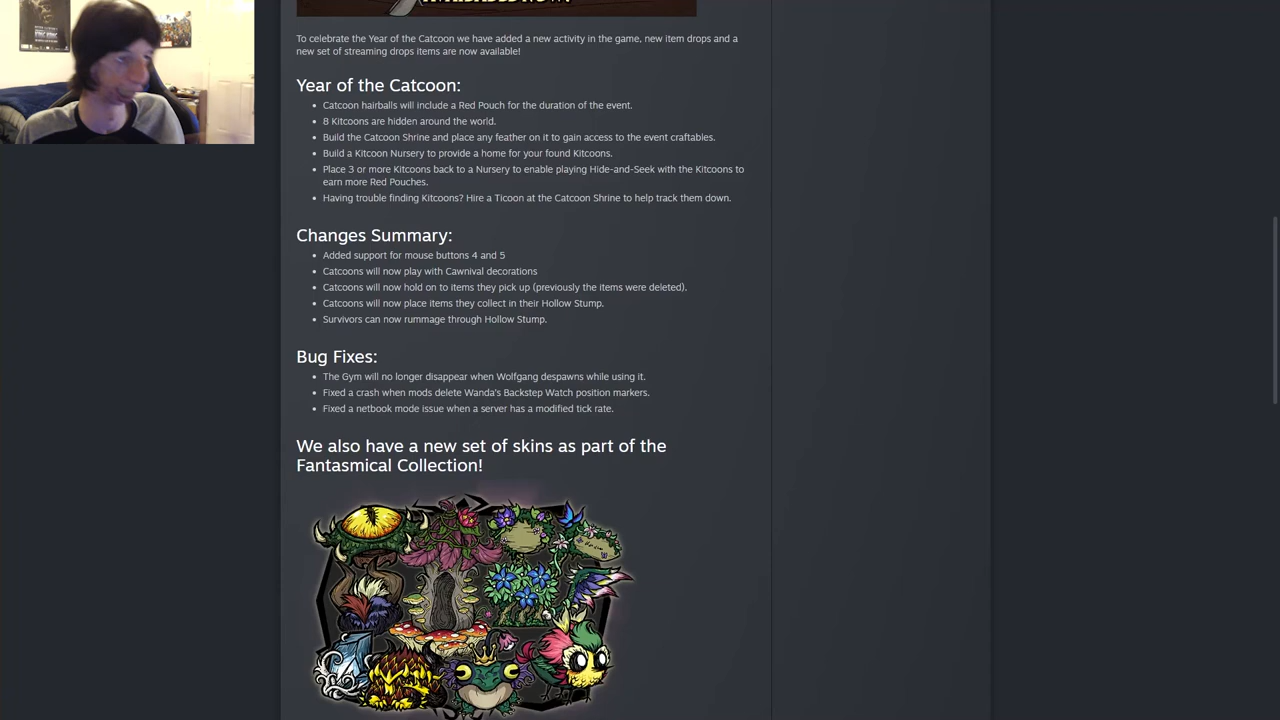 AVAILABLE NOW!
To celebrate the Year of the Catcoon we have added a new activity in the game, new item drops and a
new set of streaming drops items are now available!
Year of the Catcoon:
Catcoon hairballs will include a Red Pouch for the duration of the event.
8 Kitcoons are hidden around the world.
Build the Catcoon Shrine and place any feather on it to gain access to the event craftables.
Build a Kitcoon Nursery to provide a home for your found Kitcoons.
Place 3 or more Kitcoons back to a Nursery to enable playing Hide-and-Seek with the Kitcoons to
earn more Red Pouches.
Having trouble finding Kitcoons? Hire a Ticoon at the Catcoon Shrine to help track them down.
Changes Summary:
Added support for mouse buttons 4 and 5
Catcoons will now play with Cawnival decorations
Catcoons will now hold on to items they pick up (previously the items were deleted).
Catcoons will now place items they collect in their Hollow Stump.
Survivors can now rummage through Hollow Stump.
Bug Fixes:
The Gym will no longer disappear when Wolfgang despawns while using it.
Fixed a crash when mods delete Wanda's Backstep Watch position markers.
Fixed a netbook mode issue when a server has a modified tick rate.
We also have a new set of skins as part of the
Fantasmical Collection!